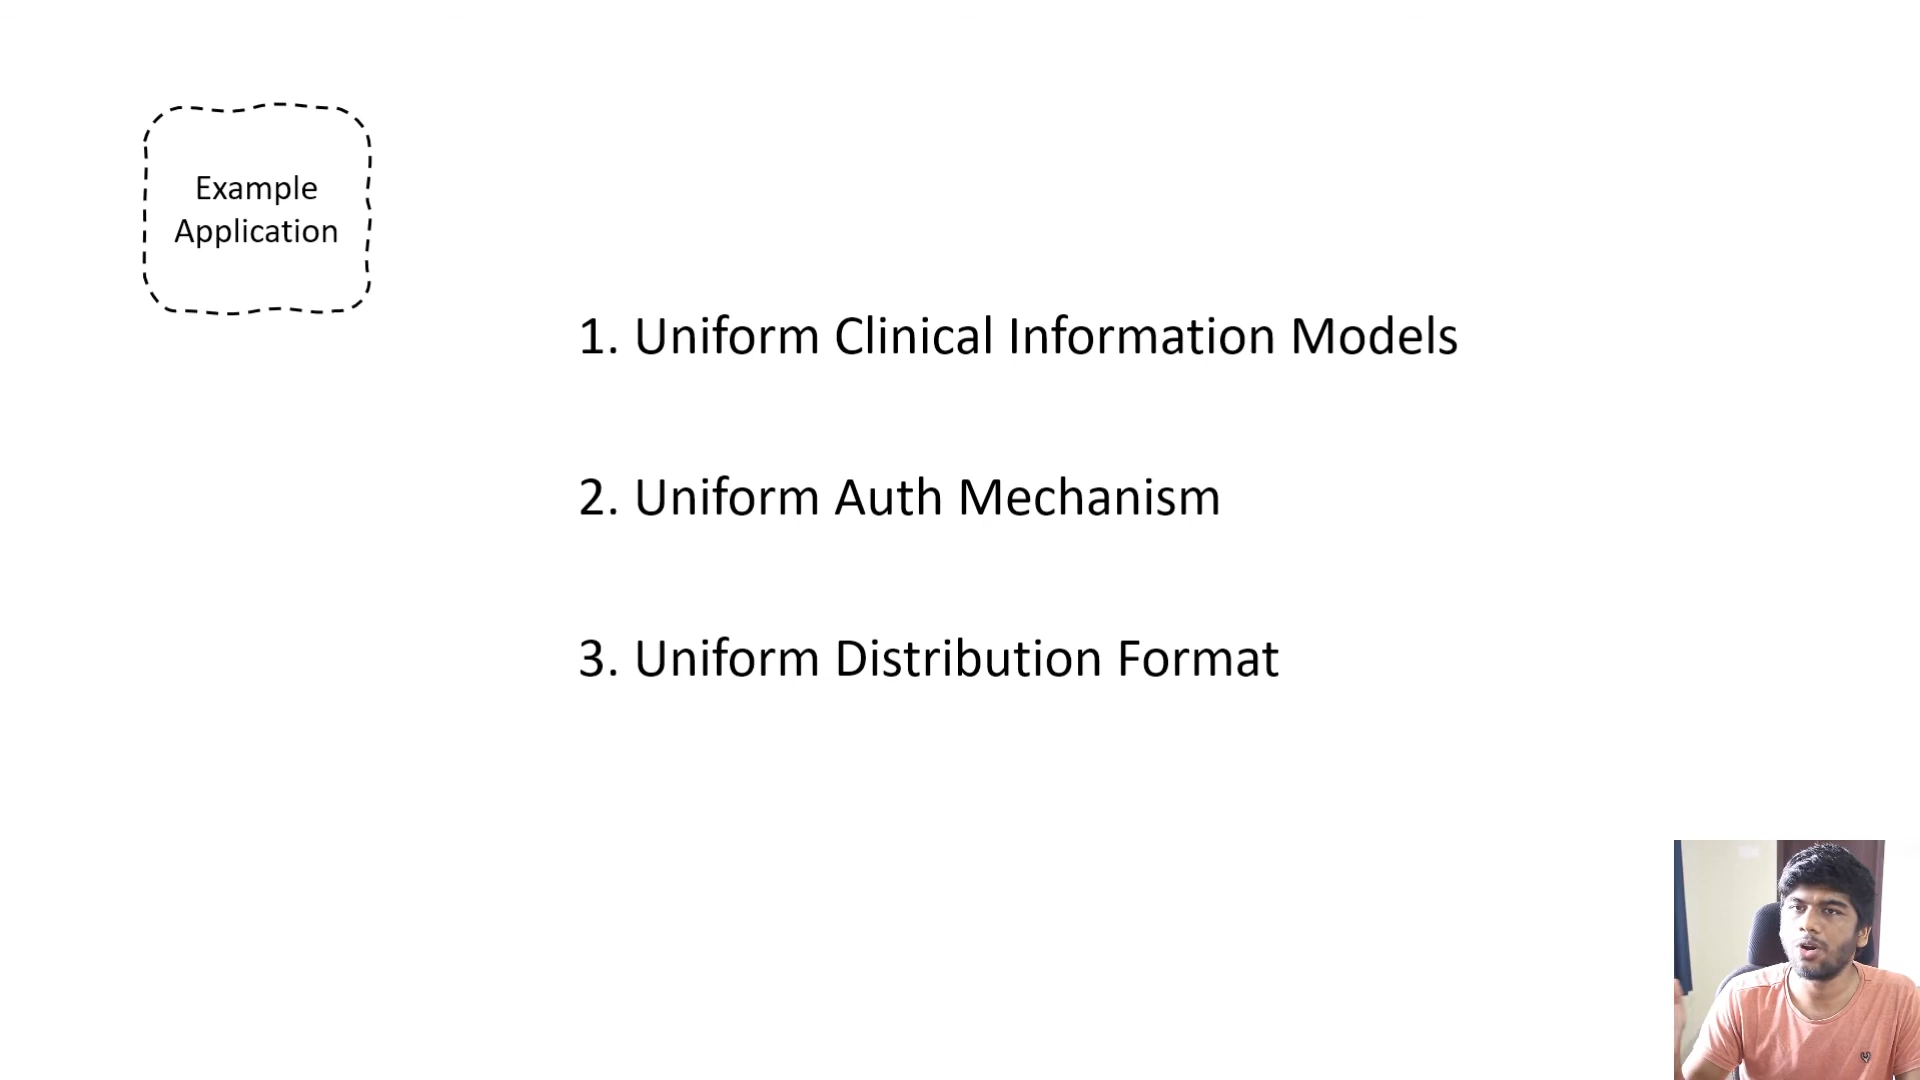 Example
Application
1. Uniform Clinical Information Models
2. Uniform Auth Mechanism
3. Uniform Distribution Format